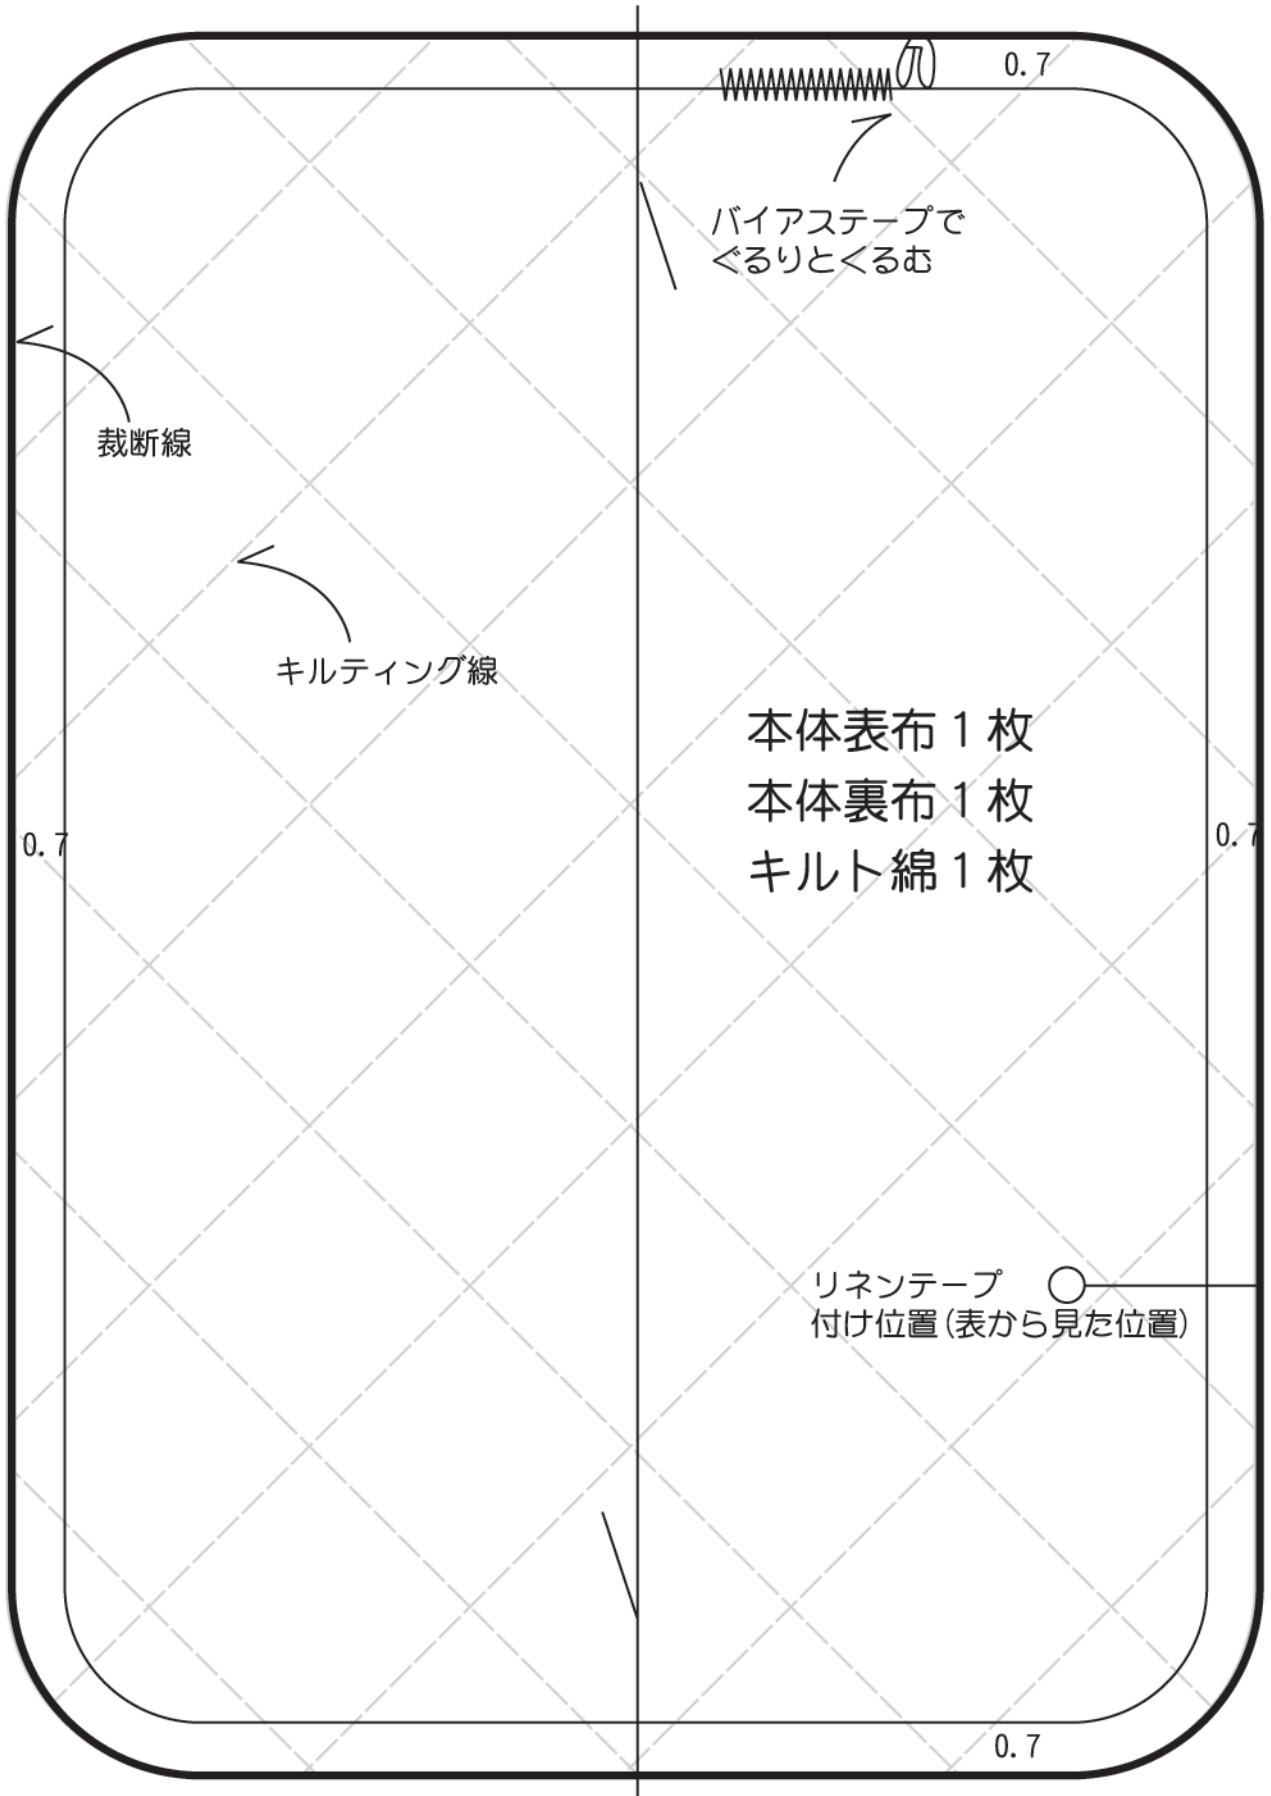 0.7
バイアステープで
ぐるりとくるむ
裁断線
キルティング線
本体表布1枚
本体裏布1枚
キルト綿1枚
0.7
0.7
リネンテープ
付け位置(表から見た位置)
0.7